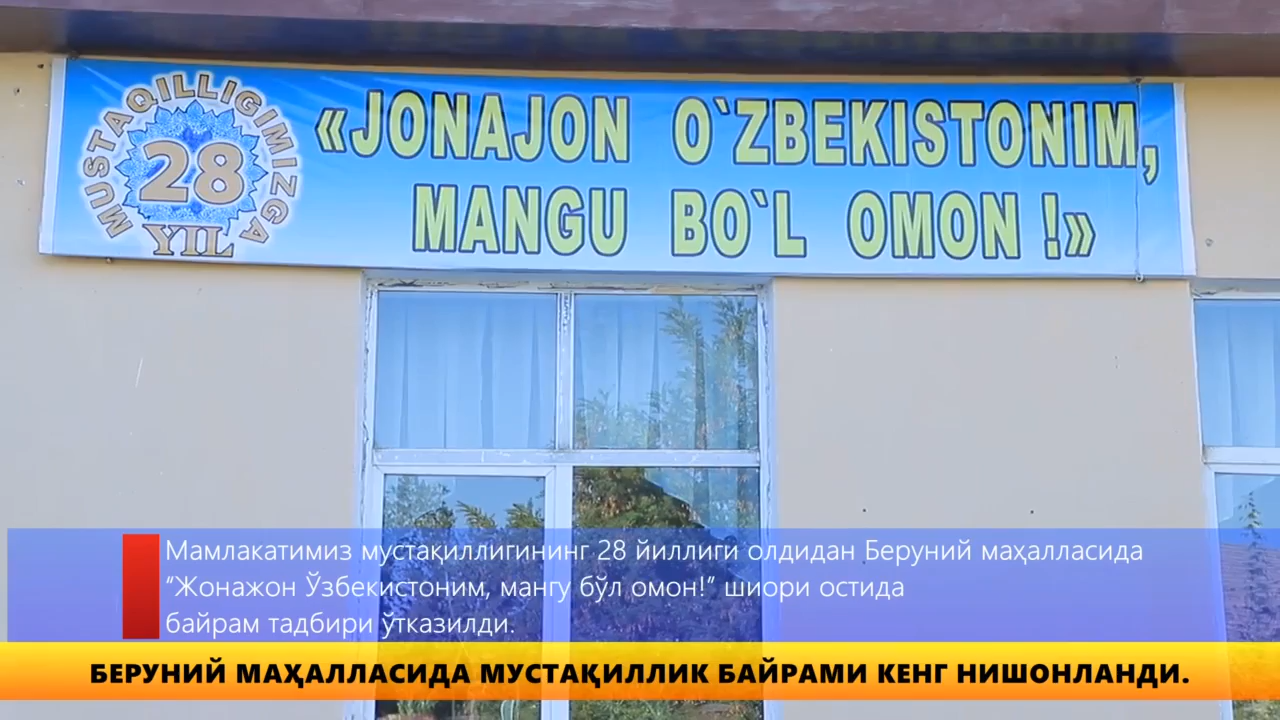 MUSTAQILLIGIMIZGA
28
YIL
«JONAJON O`ZBEKISTONIM,
MANGU BO`L OMON !»
Мамлакатимиз мустақиллигининг 28 йиллиги олдидан Беруний маҳалласида
“Жонажон Ўзбекистоним, мангу бўл омон!“ шиори остида
байрам тадбири ўтказилди.
БЕРУНИЙ МАҲАЛЛАСИДА МУСТАҚИЛЛИК БАЙРАМИ КЕНГ НИШОНЛАНДИ.